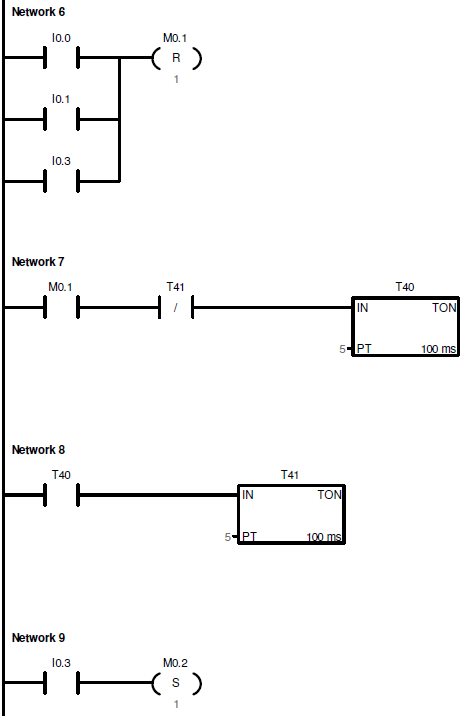 Network 6
I0.0 M0.1
R
1
I0.1
I0.3
Network 7
M0.1 T41 T40
/ IN TON
5 PT 100 ms
Network 8
T40 T41
IN TON
5 PT 100 ms
Network 9
I0.3 M0.2
S
1